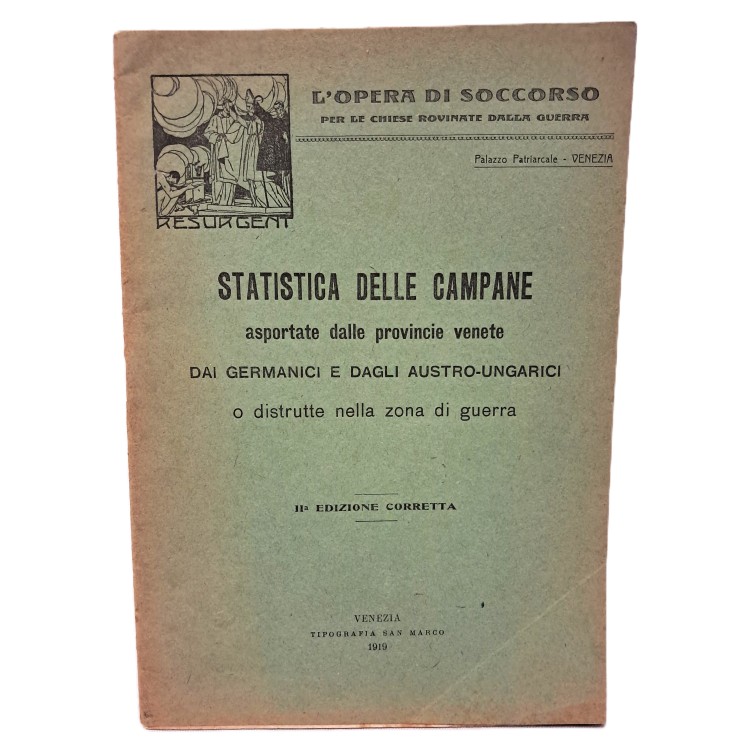 L'OPERA DI SOCCORSO
PER LE CHIESE ROVINATE DALLA GUERRA
Palazzo Patriarcale - VENEZIA
RESURGENT
STATISTICA DELLE CAMPANE
asportate dalle provincie venete
DAI GERMANICI E DAGLI AUSTRO-UNGARICI
o distrutte nella zona di guerra
IIª EDIZIONE CORRETTA
VENEZIA
TIPOGRAFIA SAN MARCO
1919